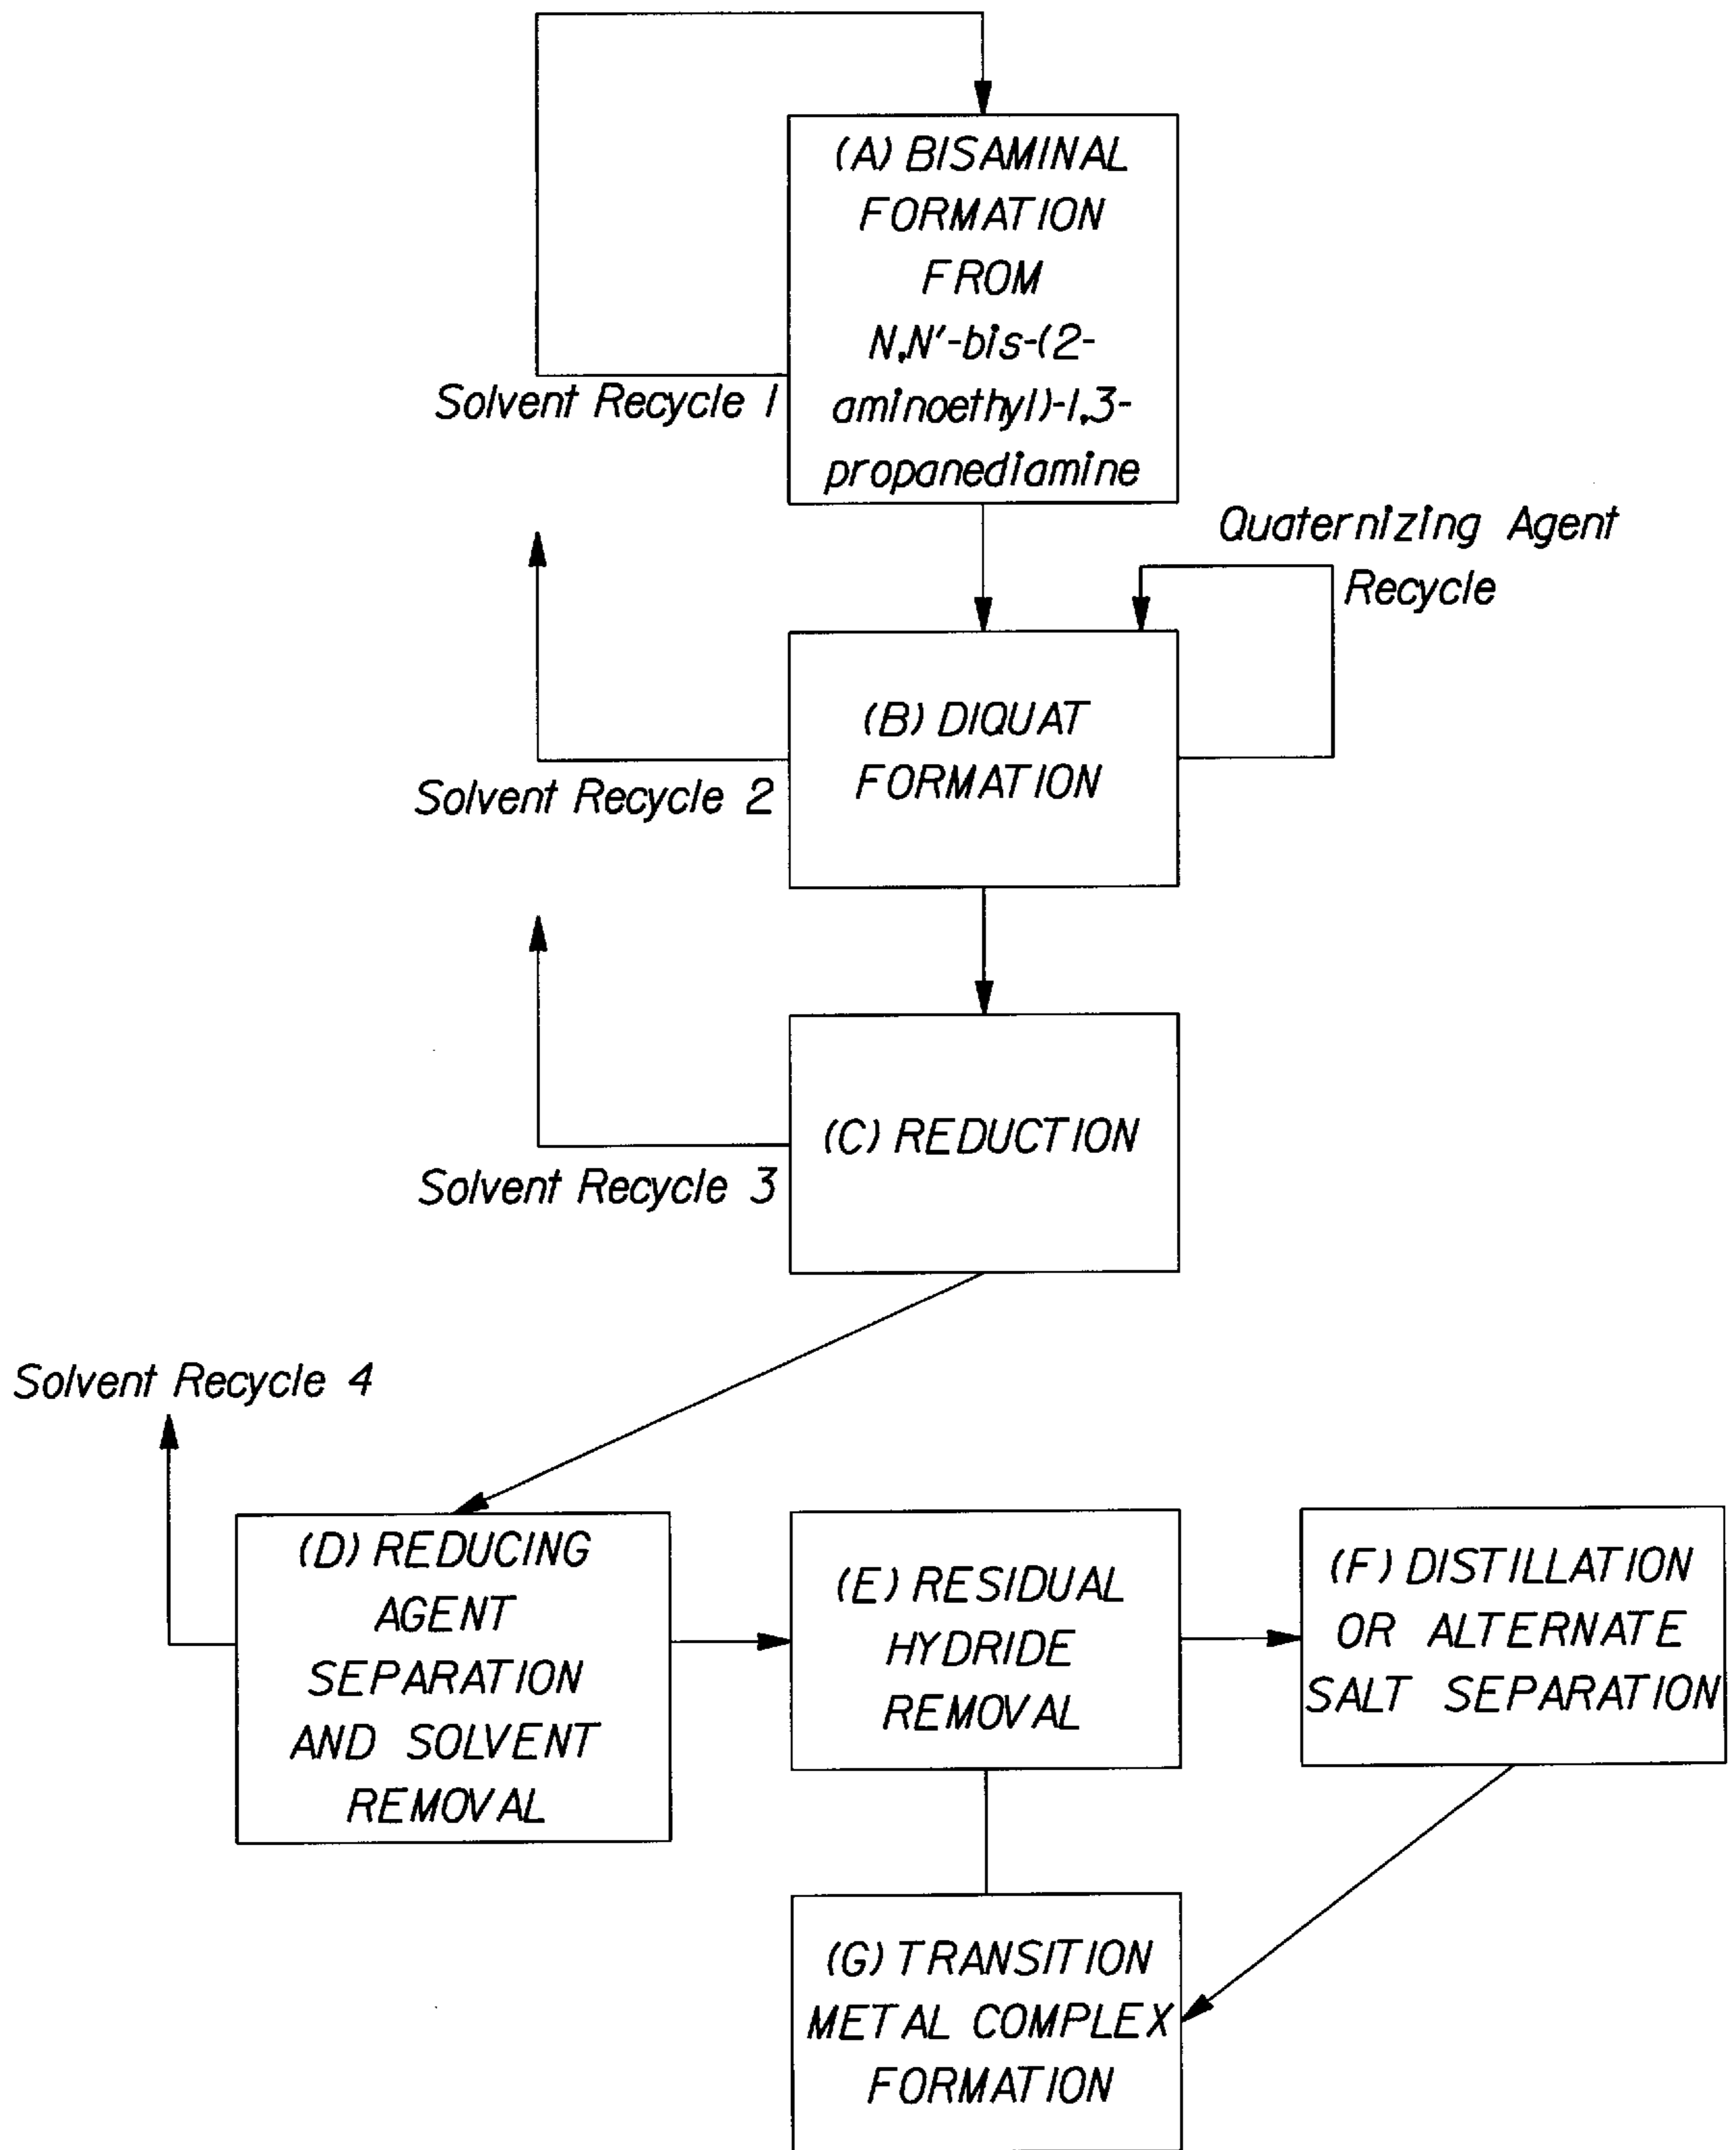 (A) BISAMINAL
FORMATION
FROM
N,N'-bis-(2-
aminoethyl)-1,3-
propanediamine
Solvent Recycle 1
Quaternizing Agent
Recycle
(B) DIQUAT
FORMATION
Solvent Recycle 2
(C) REDUCTION
Solvent Recycle 3
Solvent Recycle 4
(D) REDUCING
AGENT
SEPARATION
AND SOLVENT
REMOVAL
(E) RESIDUAL
HYDRIDE
REMOVAL
(F) DISTILLATION
OR ALTERNATE
SALT SEPARATION
(G) TRANSITION
METAL COMPLEX
FORMATION